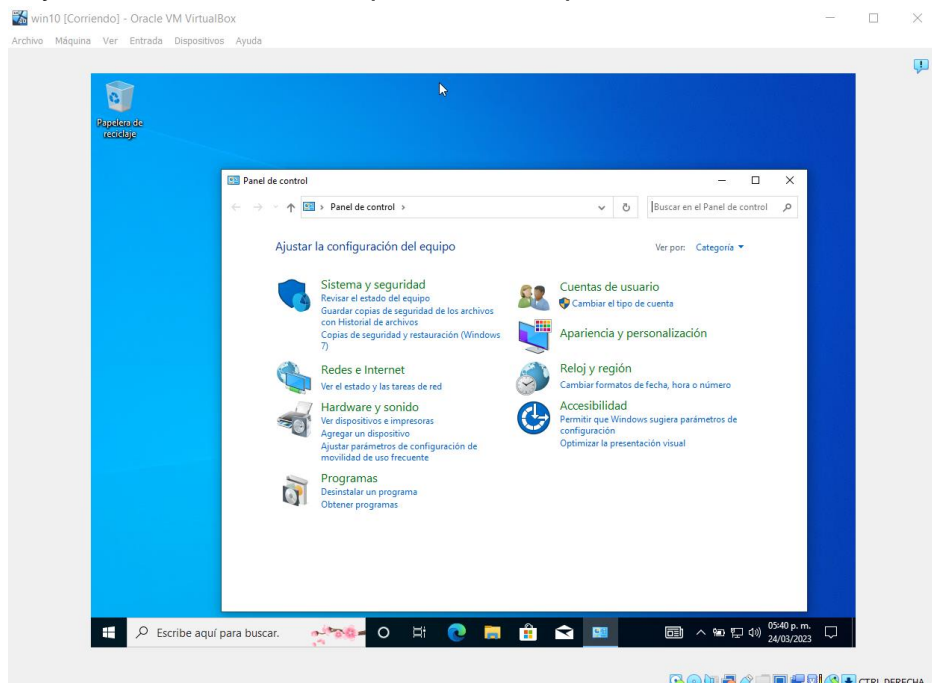 win10 [Corriendo] - Oracle VM VirtualBox
Archivo Máquina Ver Entrada Dispositivos Ayuda
Papelera de
reciclaje
Panel de control
Panel de control
Buscar en el Panel de control
Ajustar la configuración del equipo
Ver por: Categoría
Sistema y seguridad
Revisar el estado del equipo
Guardar copias de seguridad de los archivos
con Historial de archivos
Copias de seguridad y restauración (Windows
7)
Redes e Internet
Ver el estado y las tareas de red
Hardware y sonido
Ver dispositivos e impresoras
Agregar un dispositivo
Ajustar parámetros de configuración de
movilidad de uso frecuente
Programas
Desinstalar un programa
Obtener programas
Cuentas de usuario
Cambiar el tipo de cuenta
Apariencia y personalización
Reloj y región
Cambiar formatos de fecha, hora o número
Accesibilidad
Permitir que Windows sugiera parámetros de
configuración
Optimizar la presentación visual
Escribe aquí para buscar.
05:40 p. m.
24/03/2023
CTRL DERECHA